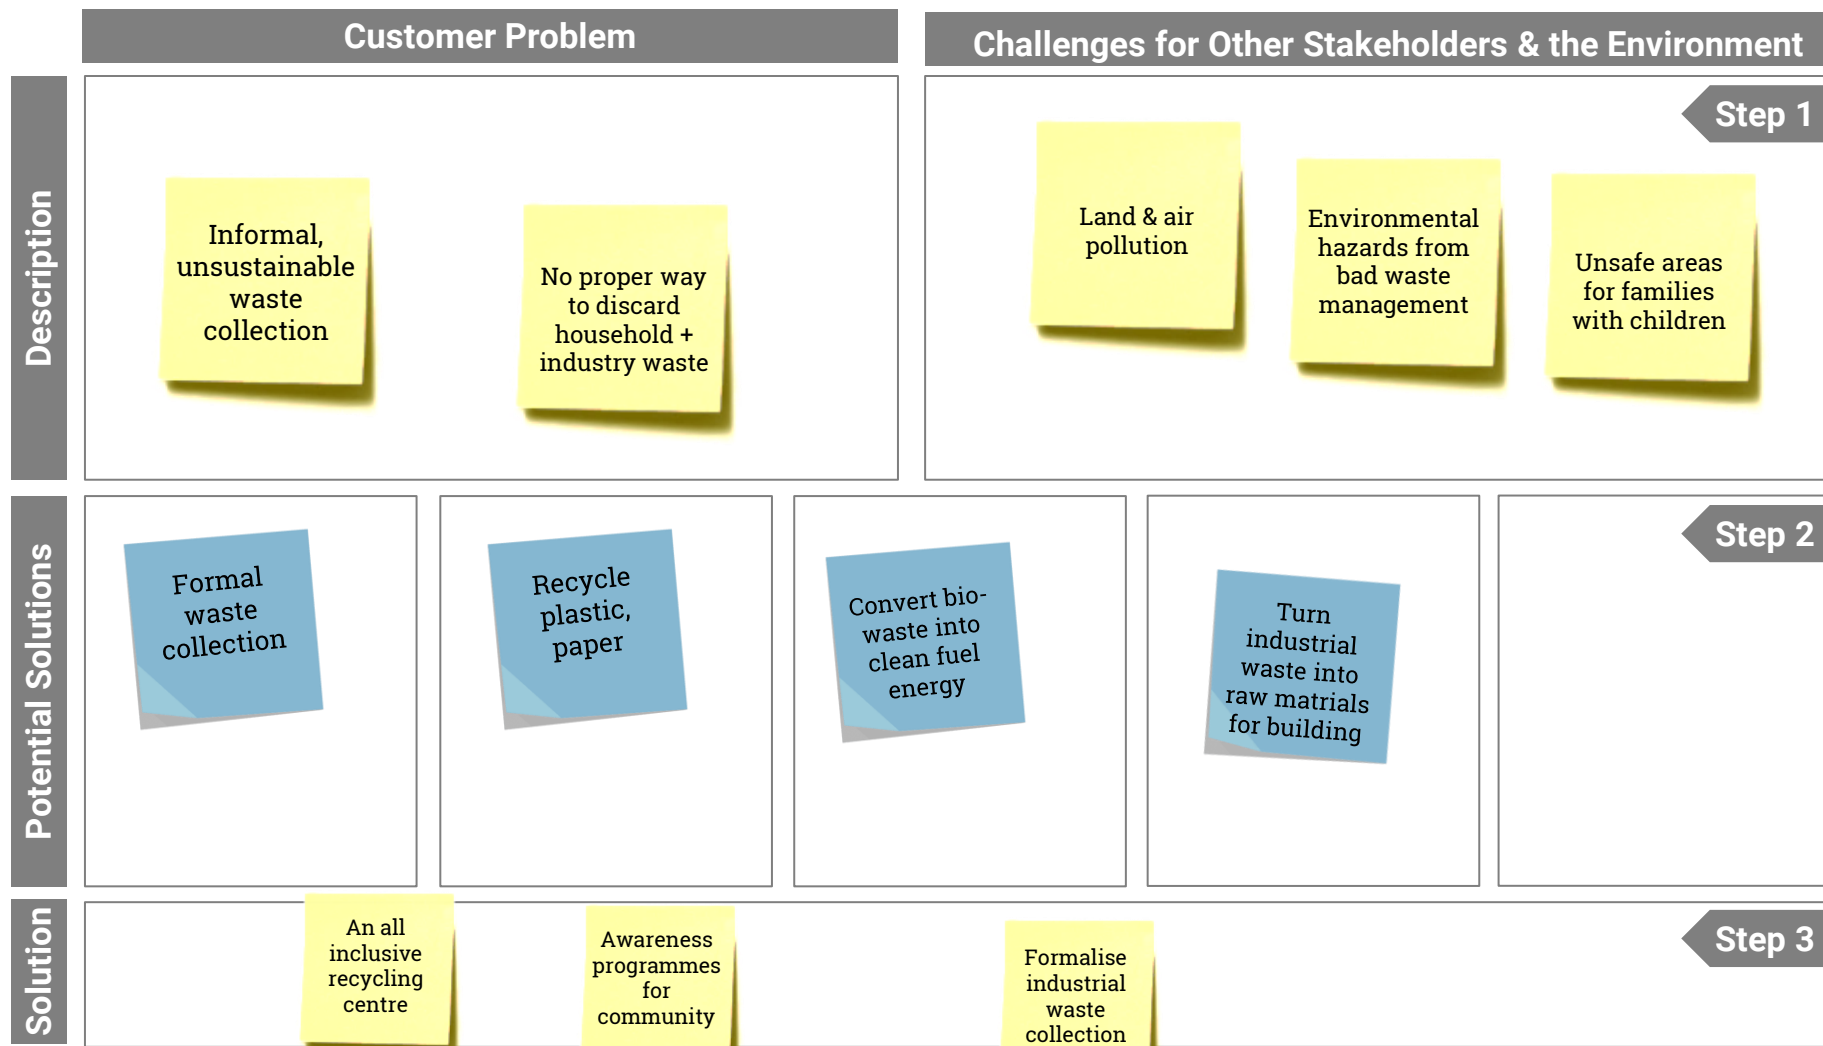 Customer Problem
Challenges for Other Stakeholders & the Environment
Description
Step 1
Informal,
unsustainable
waste
collection
No proper way
to discard
household +
industry waste
Land & air
pollution
Environmental
hazards from
bad waste
management
Unsafe areas
for families
with children
Potential Solutions
Step 2
Formal
waste
collection
Recycle
plastic,
paper
Convert bio-
waste into
clean fuel
energy
Turn
industrial
waste into
raw matrials
for building
Solution
Step 3
An all
inclusive
recycling
centre
Awareness
programmes
for
community
Formalise
industrial
waste
collection